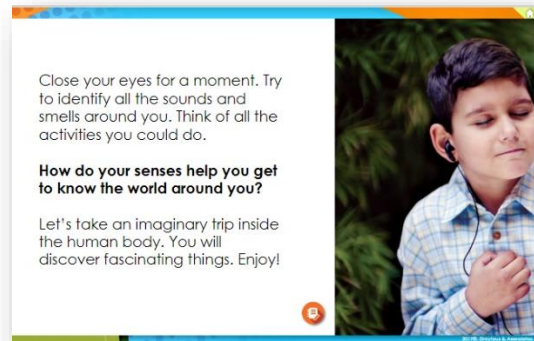 Close your eyes for a moment. Try
to identify all the sounds and
smells around you. Think of all the
activities you could do.
How do your senses help you get
to know the world around you?
Let's take an imaginary trip inside
the human body. You will
discover fascinating things. Enjoy!